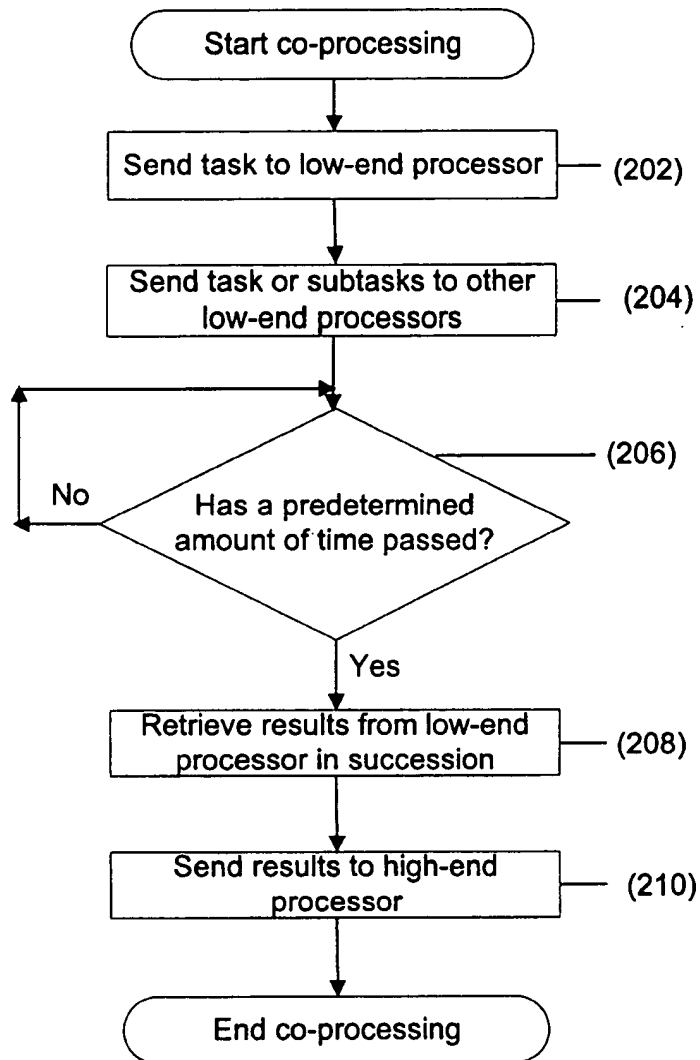 Start co-processing
Send task to low-end processor
(202)
Send task or subtasks to other
low-end processors
(204)
(206)
No
Has a predetermined
amount of time passed?
Yes
Retrieve results from low-end
processor in succession
(208)
Send results to high-end
processor
(210)
End co-processing